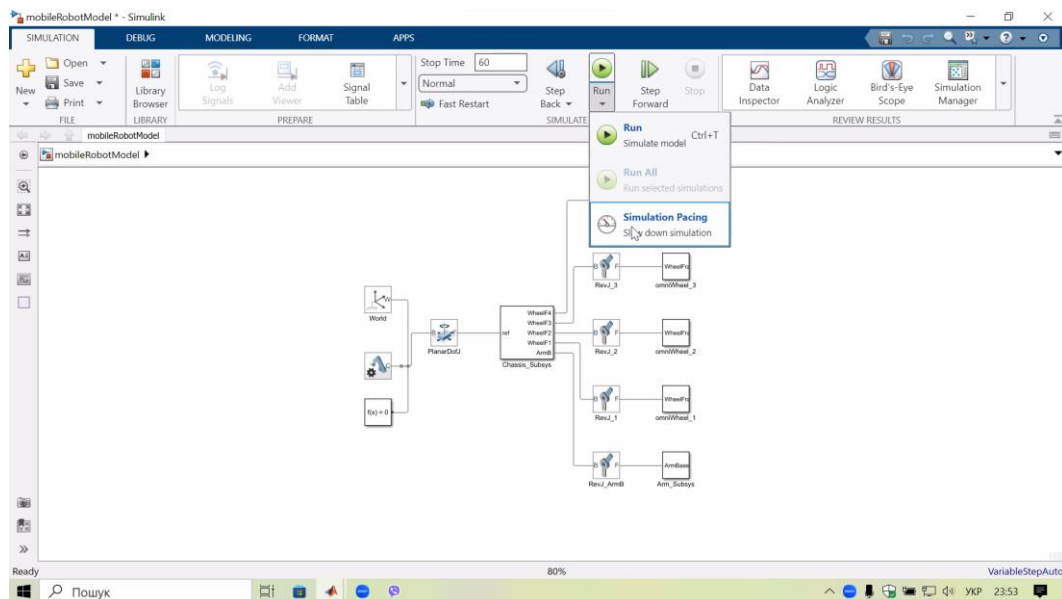 mobileRobotModel * - Simulink
SIMULATION DEBUG MODELING FORMAT APPS
New
Open
Save
Print
FILE
Library
Browser
LIBRARY
Log
Signals
Add
Viewer
Signal
Table
PREPARE
Stop Time 60
Normal
Fast Restart
Step
Back
Run
Step
Forward
Stop
SIMULATE
Data
Inspector
Logic
Analyzer
Bird's-Eye
Scope
Simulation
Manager
REVIEW RESULTS
Run
Simulate model Ctrl+T
Run All
Run selected simulations
Simulation Pacing
down simulation
mobileRobotModel
mobileRobotModel
W
World
C
f(x) = 0
B
PlanarDoU
ref
WheelF4
WheelF3
WheelF2
WheelF1
ArmB
Chassis_Subsys
B F
RevJ_3
omniWheel_3
B F
RevJ_2
omniWheel_2
B F
RevJ_1
omniWheel_1
B F
RevJ_ArmB
ArmBase
Arm_Subsys
Ready 80% VariableStepAuto
Пошук
УКР 23:53